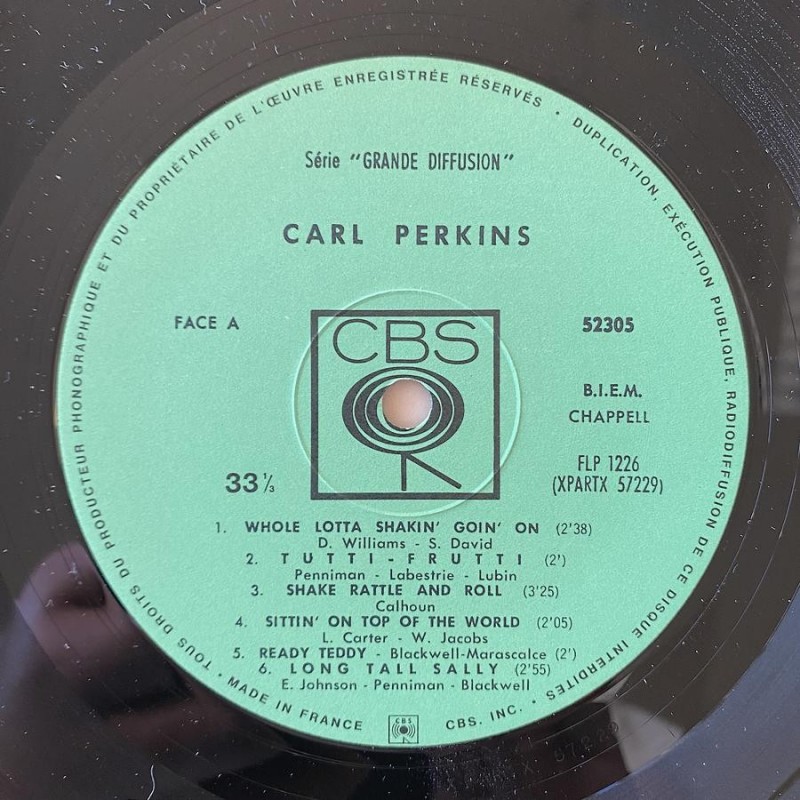 TOUS DROITS DU PRODUCTEUR PHONOGRAPHIQUE ET DU PROPRIÉTAIRE DE L'ŒUVRE ENREGISTRÉE RÉSERVÉS • DUPLICATION, EXÉCUTION PUBLIQUE, RADIODIFFUSION DE CE DISQUE INTERDITES •
Série "GRANDE DIFFUSION"
CARL PERKINS
FACE A
CBS
52305
B.I.E.M.
CHAPPELL
33 ⅓
FLP 1226
(XPARTX 57229)
1. WHOLE LOTTA SHAKIN' GOIN' ON (2'38)
D. Williams - S. David
2. TUTTI-FRUTTI (2')
Penniman - Labestrie - Lubin
3. SHAKE RATTLE AND ROLL (3'25)
Calhoun
4. SITTIN' ON TOP OF THE WORLD (2'05)
L. Carter - W. Jacobs
5. READY TEDDY - Blackwell-Marascalce (2')
6. LONG TALL SALLY (2'55)
E. Johnson - Penniman - Blackwell
• MADE IN FRANCE
CBS
CBS. INC. •